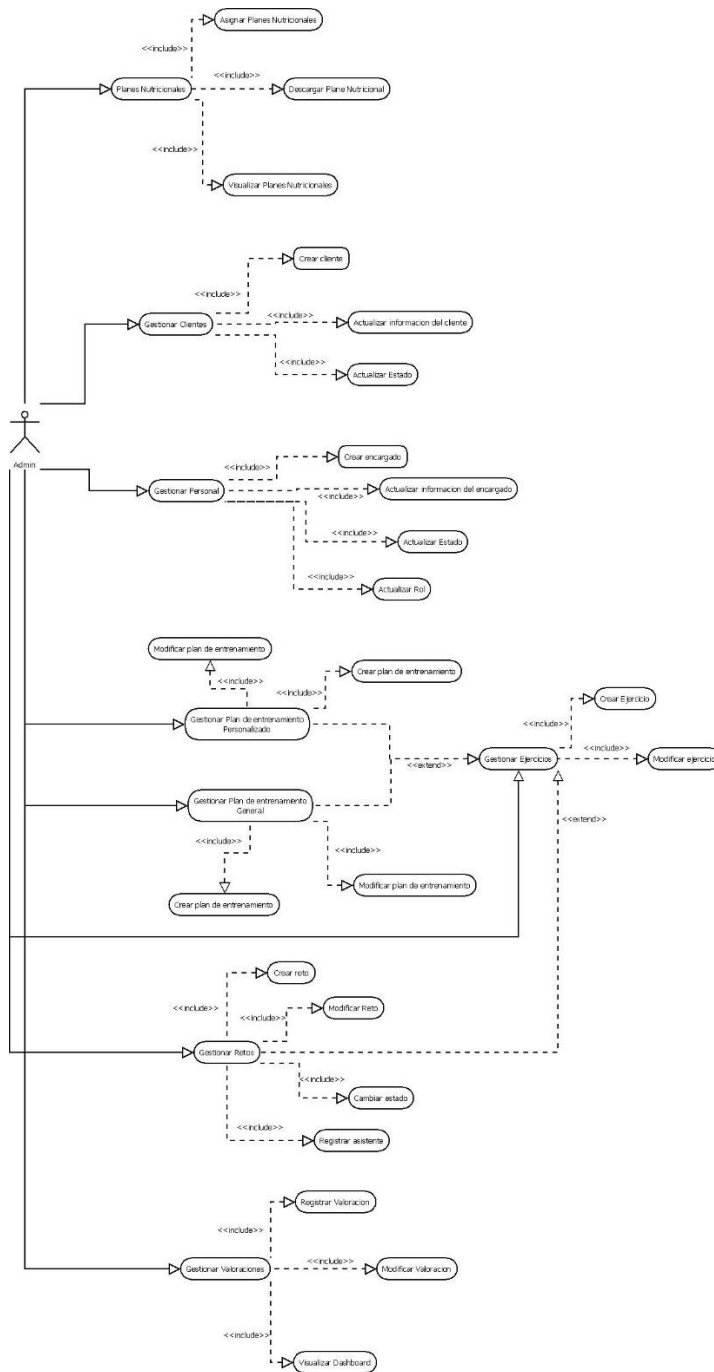 Asignar Planes Nutricionales
<<include>>
<<include>>
Planes Nutricionales
Descargar Plane Nutricional
<<include>>
Visualizar Planes Nutricionales
Crear cliente
<<include>>
Gestionar Clientes
Actualizar informacion del cliente
<<include>>
<<include>>
Actualizar Estado
Admin
Crear encargado
<<include>>
Gestionar Personal
Actualizar informacion del encargado
<<include>>
<<include>>
Actualizar Estado
<<include>>
Actualizar Rol
Modificar plan de entrenamiento
Crear plan de entrenamiento
<<include>>
<<include>>
Gestionar Plan de entrenamiento
Personalizado
Crear Ejercicio
<<include>>
<<include>>
Gestionar Ejercicios
Modificar ejercicio
<<extend>>
Gestionar Plan de entrenamiento
General
<<extend>>
<<include>>
<<include>>
Modificar plan de entrenamiento
Crear plan de entrenamiento
Crear reto
<<include>>
Modificar Reto
<<include>>
Gestionar Retos
<<include>>
Cambiar estado
<<include>>
Registrar asistente
Registrar Valoracion
<<include>>
<<include>>
Gestionar Valoraciones
Modificar Valoracion
<<include>>
Visualizar Dashboard